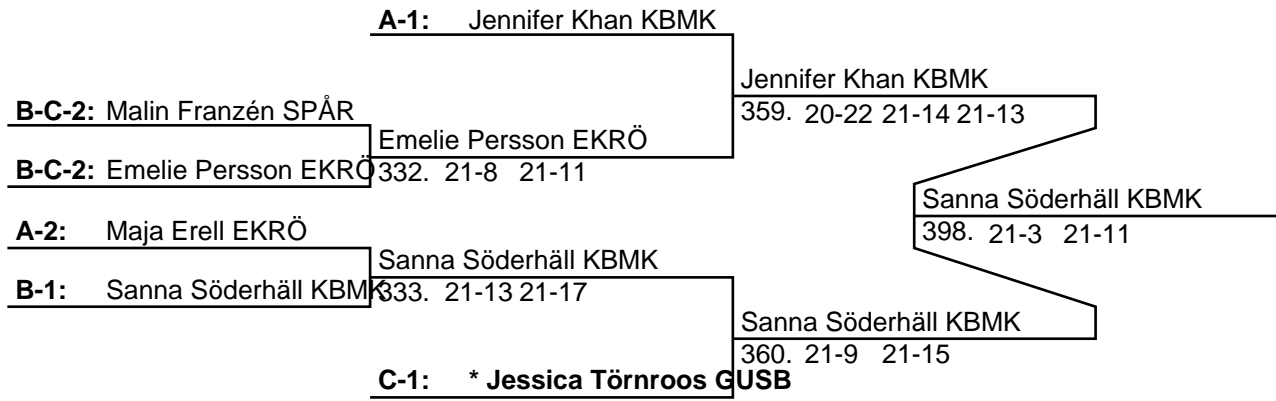 A-1: Jennifer Khan KBMK
Jennifer Khan KBMK
B-C-2: Malin Franzén SPÅR
359. 20-22 21-14 21-13
Emelie Persson EKRÖ
B-C-2: Emelie Persson EKRÖ
332. 21-8 21-11
Sanna Söderhäll KBMK
A-2: Maja Erell EKRÖ
398. 21-3 21-11
Sanna Söderhäll KBMK
B-1: Sanna Söderhäll KBMK
333. 21-13 21-17
Sanna Söderhäll KBMK
360. 21-9 21-15
C-1: * Jessica Törnroos GUSB